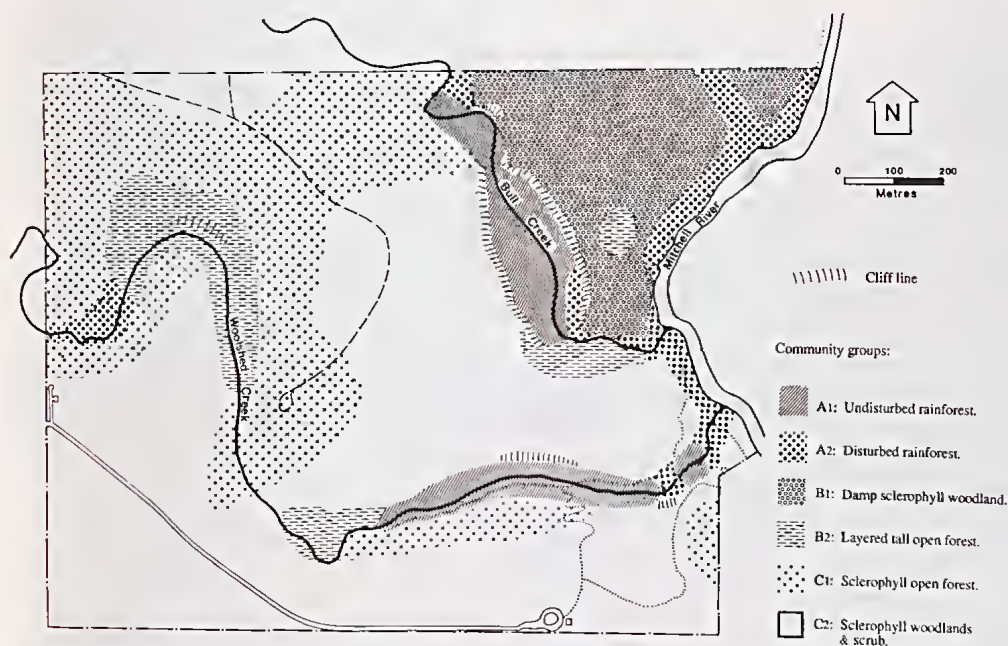 N
0 100 200
Metres
Mitchell River
Butt Creek
Woolshed Creek
Cliff line
Community groups:
A1: Undisturbed rainforest.
A2: Disturbed rainforest.
B1: Damp sclerophyll woodland.
B2: Layered tall open forest.
C1: Sclerophyll open forest.
C2: Sclerophyll woodlands
& scrub.